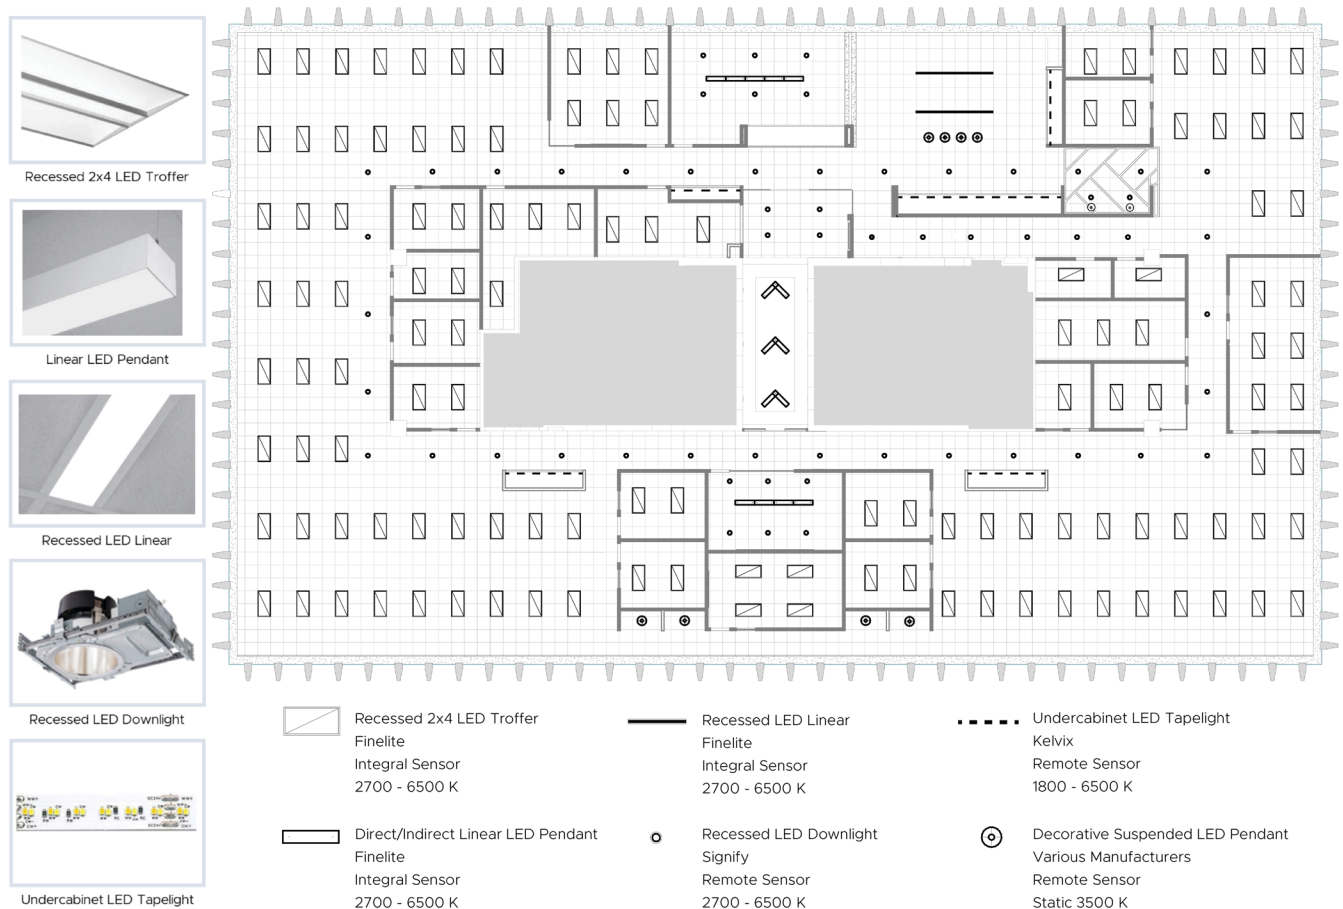 Recessed 2x4 LED Troffer
Linear LED Pendant
Recessed LED Linear
Recessed LED Downlight
Undercabinet LED Tapelight
Recessed 2x4 LED Troffer
Finelite
Integral Sensor
2700 - 6500 K
Recessed LED Linear
Finelite
Integral Sensor
2700 - 6500 K
Undercabinet LED Tapelight
Kelvix
Remote Sensor
1800 - 6500 K
Direct/Indirect Linear LED Pendant
Finelite
Integral Sensor
2700 - 6500 K
Recessed LED Downlight
Signify
Remote Sensor
2700 - 6500 K
Decorative Suspended LED Pendant
Various Manufacturers
Remote Sensor
Static 3500 K